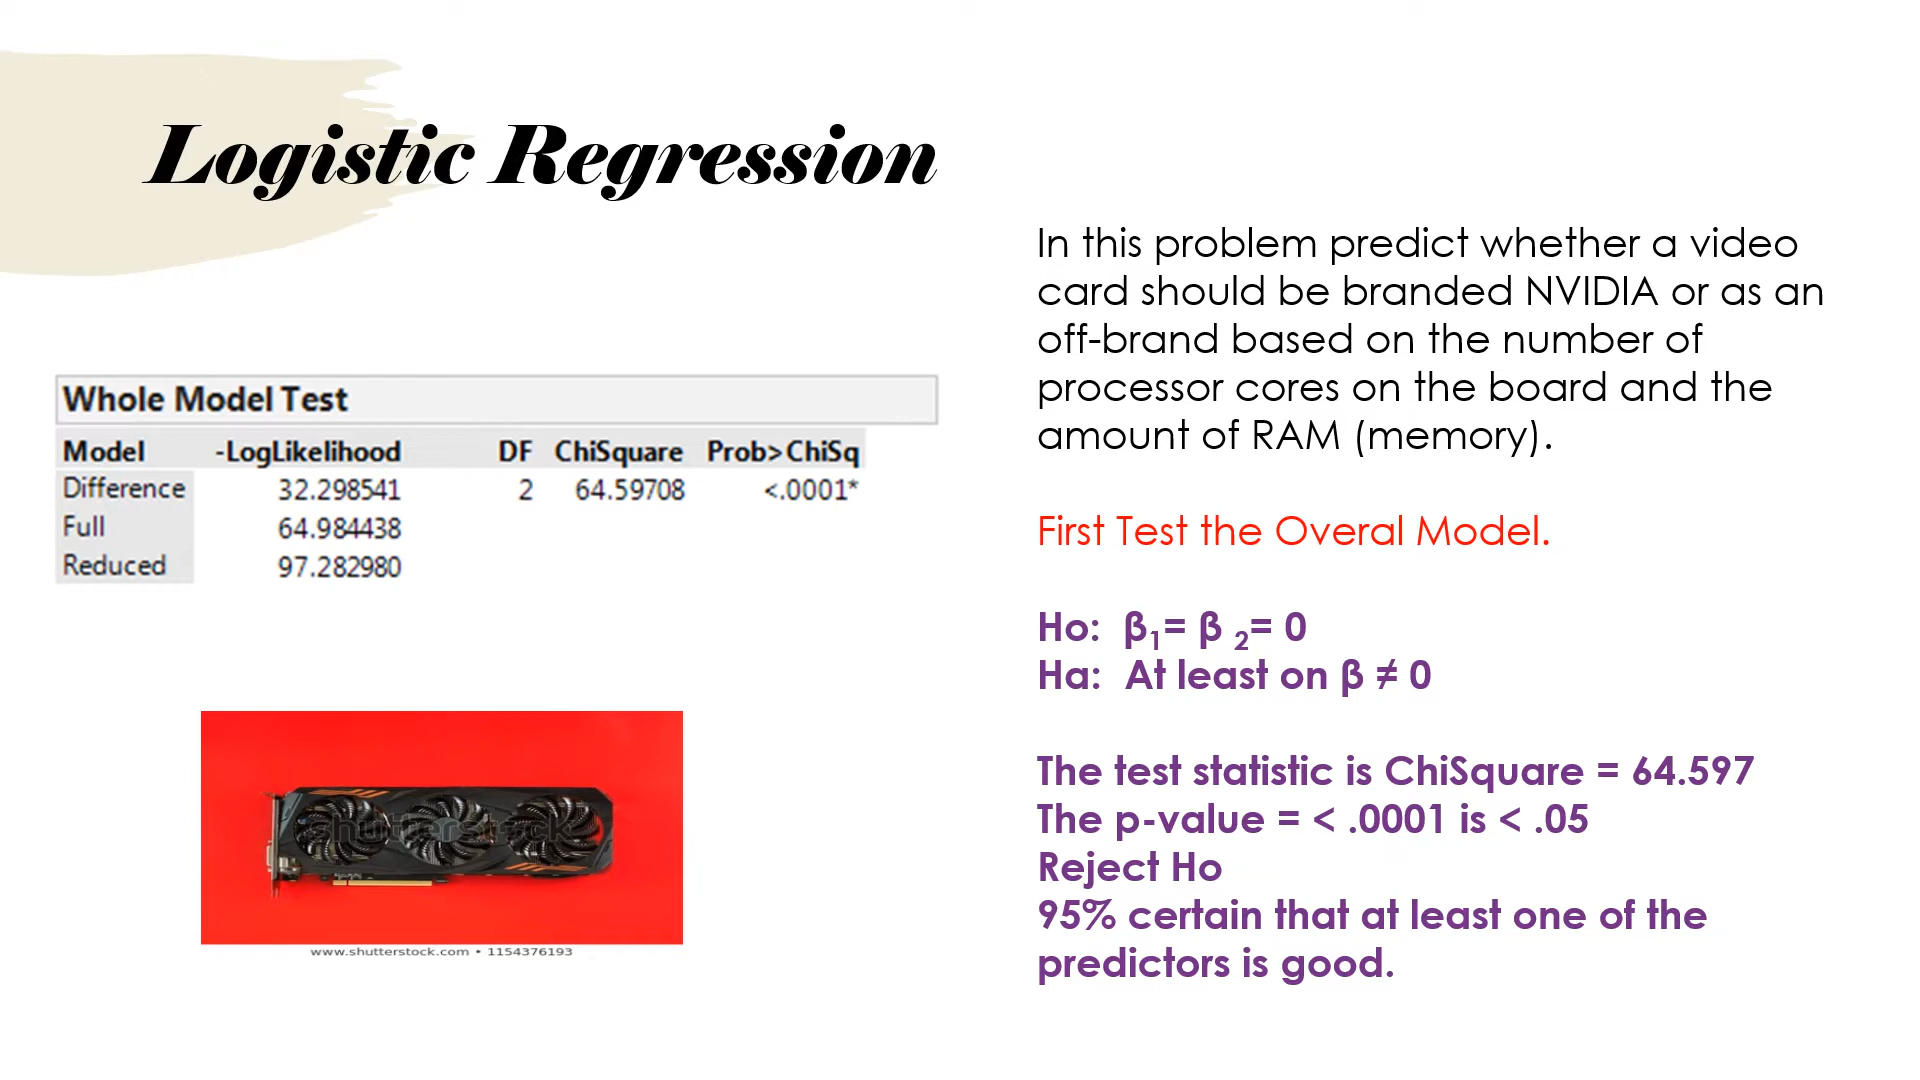 Logistic Regression
In this problem predict whether a video
card should be branded NVIDIA or as an
off-brand based on the number of
processor cores on the board and the
amount of RAM (memory).
First Test the Overal Model.
Ho: β₁= β ₂= 0
Ha: At least on β ≠ 0
The test statistic is ChiSquare = 64.597
The p-value = < .0001 is < .05
Reject Ho
95% certain that at least one of the
predictors is good.
Whole Model Test
Model -LogLikelihood DF ChiSquare Prob>ChiSq
Difference 32.298541 2 64.59708 <.0001*
Full 64.984438
Reduced 97.282980
shutterstock
www.shutterstock.com • 1154376193